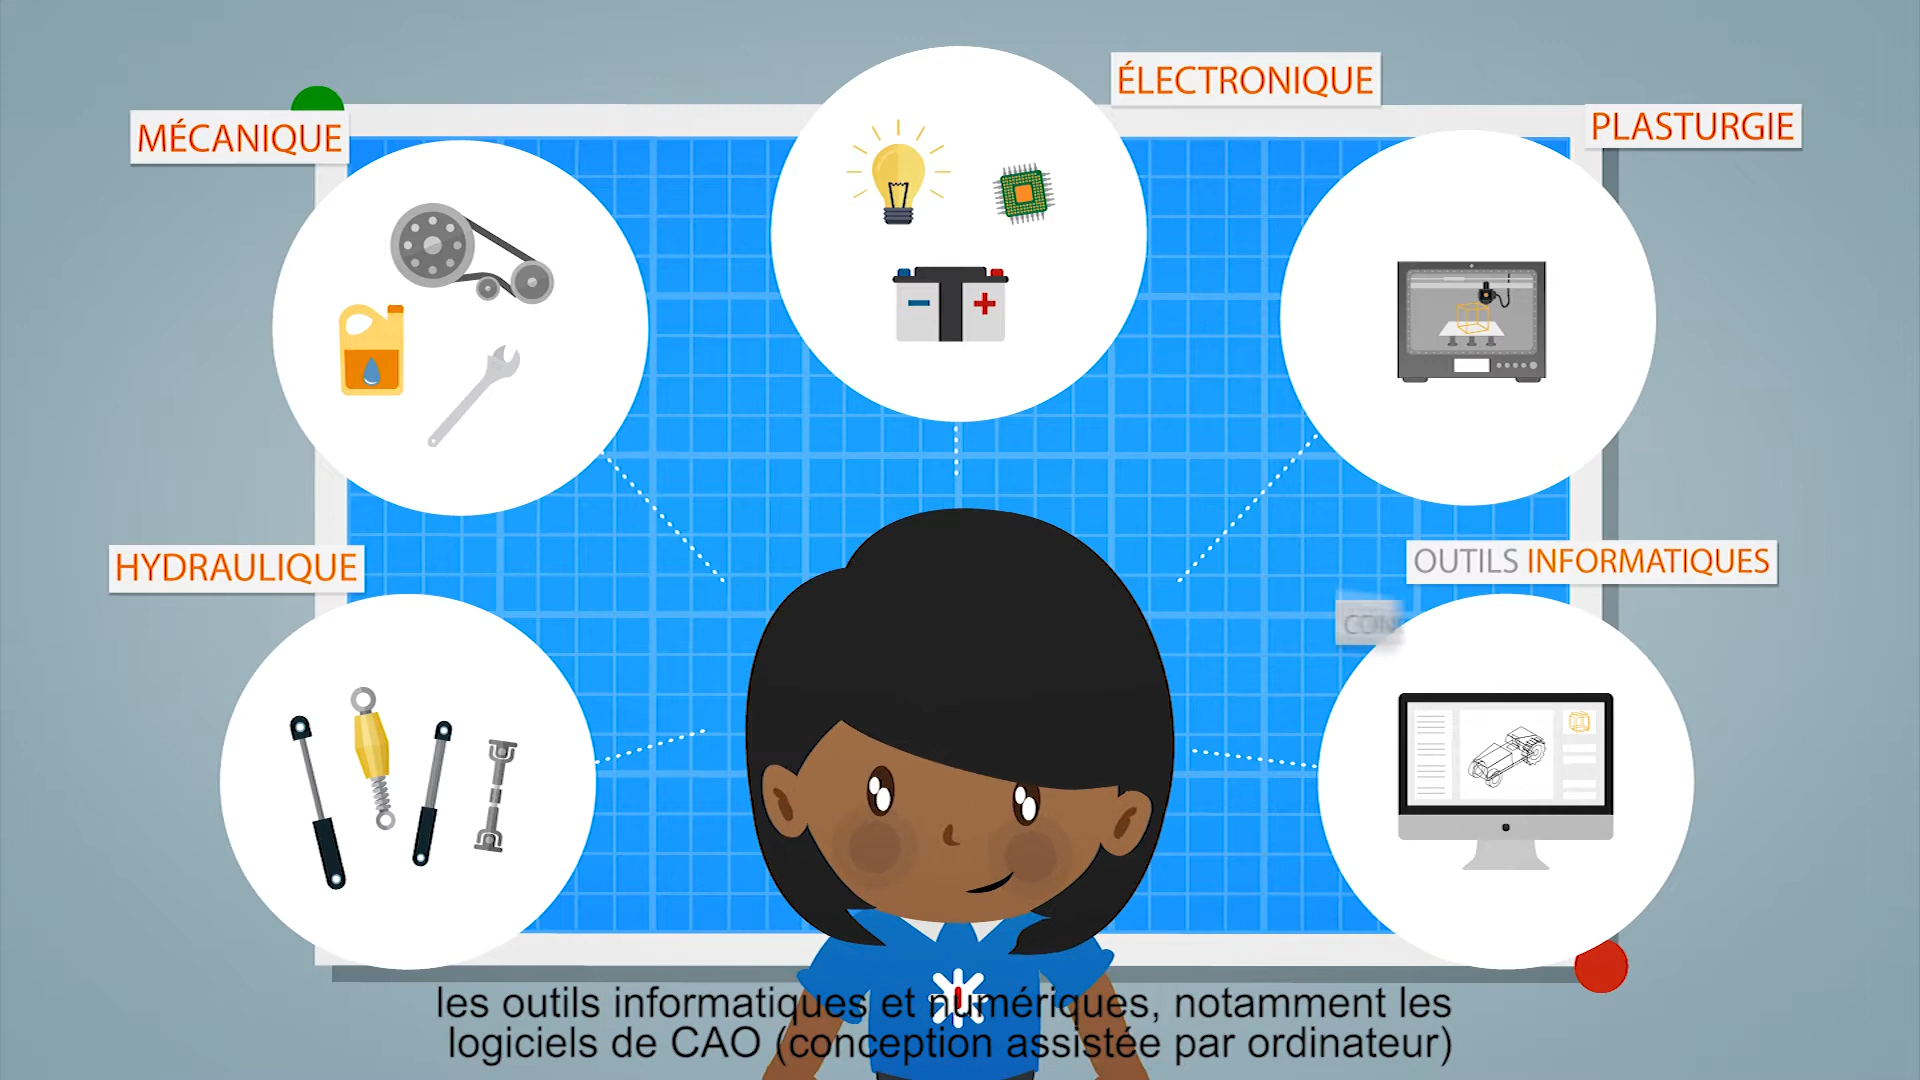 ÉLECTRONIQUE
MÉCANIQUE
PLASTURGIE
HYDRAULIQUE
OUTILS INFORMATIQUES
les outils informatiques et numériques, notamment les
logiciels de CAO (conception assistée par ordinateur)